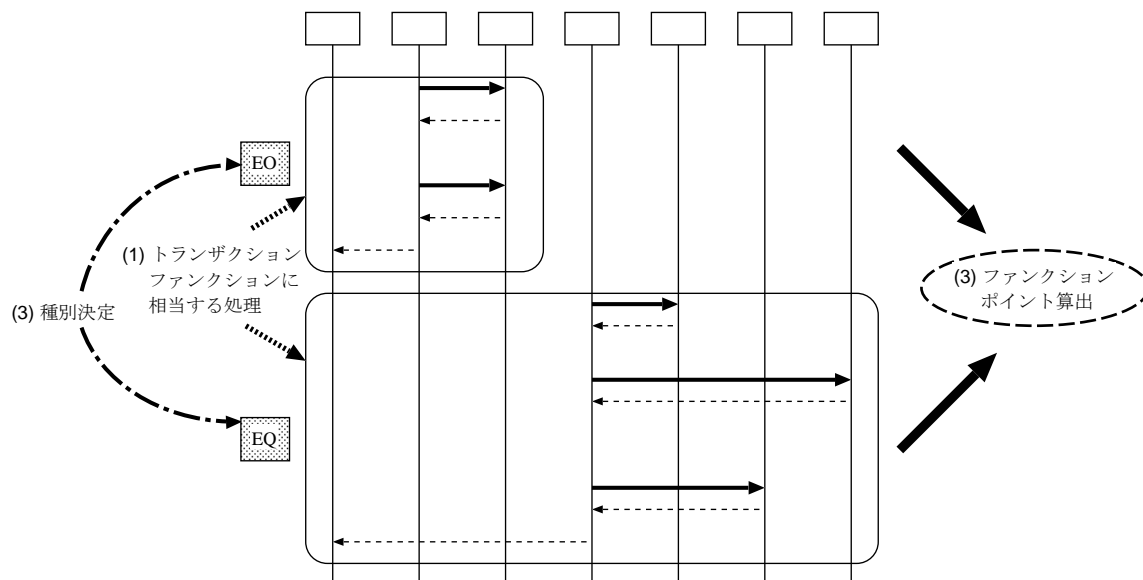 EO
(1) トランザクション
ファンクションに
相当する処理
(3) 種別決定
(3) ファンクション
ポイント算出
EQ